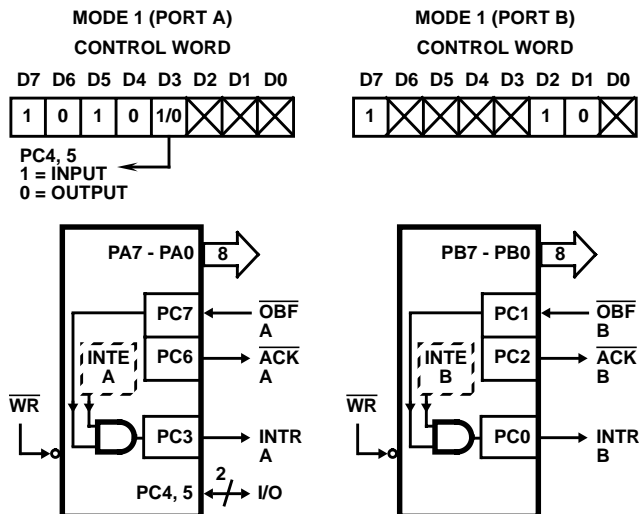 MODE 1 (PORT A)
CONTROL WORD
D7 D6 D5 D4 D3 D2 D1 D0
1 0 1 0 1/0
PC4, 5
1 = INPUT
0 = OUTPUT
PA7 - PA0 8
PC7 OBF A
INTE A
PC6 ACK A
WR
PC3 INTR A
PC4, 5 2 I/O
MODE 1 (PORT B)
CONTROL WORD
D7 D6 D5 D4 D3 D2 D1 D0
1 1 0
PB7 - PB0 8
PC1 OBF B
INTE B
PC2 ACK B
WR
PC0 INTR B